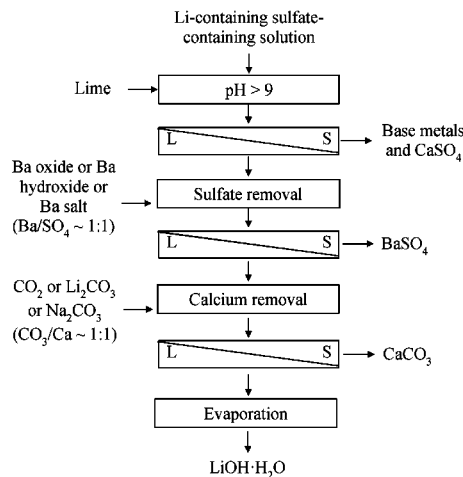 Li-containing sulfate-
containing solution
Lime
pH > 9
L S
Base metals
and CaSO₄
Ba oxide or Ba
hydroxide or
Ba salt
(Ba/SO₄ ~ 1:1)
Sulfate removal
L S
BaSO₄
CO₂ or Li₂CO₃
or Na₂CO₃
(CO₃/Ca ~ 1:1)
Calcium removal
L S
CaCO₃
Evaporation
LiOH·H₂O